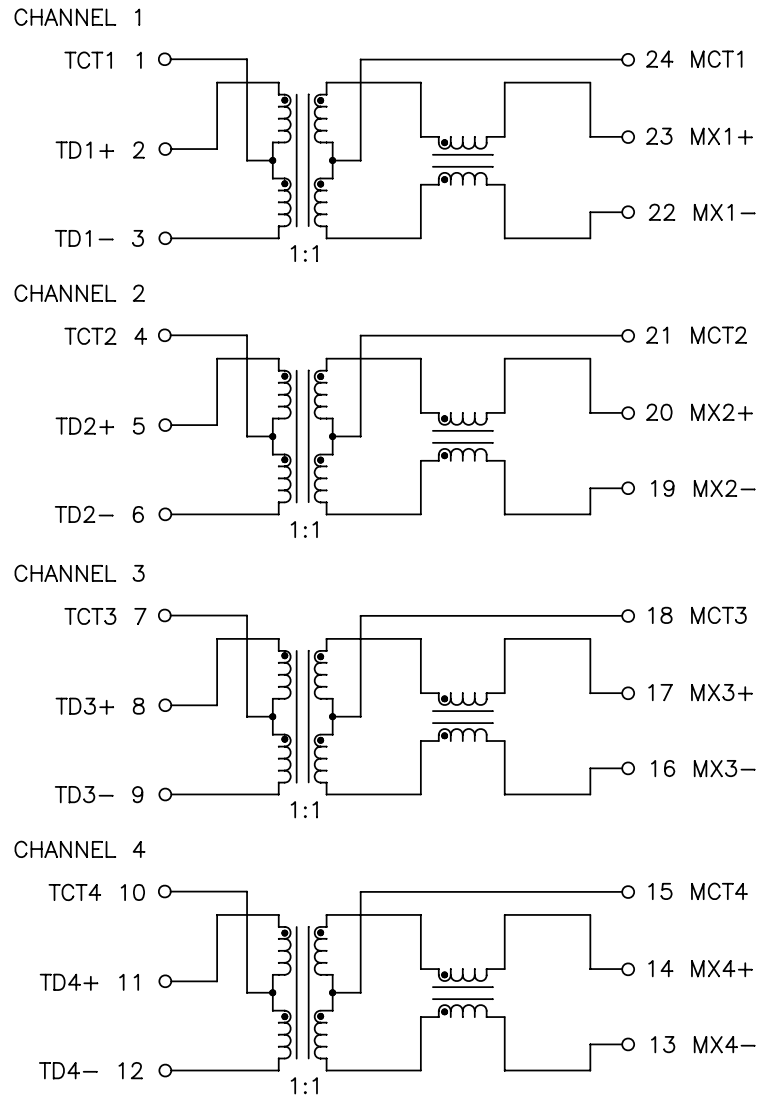 CHANNEL 1
TCT1 1 24 MCT1
TD1+ 2 23 MX1+
TD1− 3 22 MX1−
1:1
CHANNEL 2
TCT2 4 21 MCT2
TD2+ 5 20 MX2+
TD2− 6 19 MX2−
1:1
CHANNEL 3
TCT3 7 18 MCT3
TD3+ 8 17 MX3+
TD3− 9 16 MX3−
1:1
CHANNEL 4
TCT4 10 15 MCT4
TD4+ 11 14 MX4+
TD4− 12 13 MX4−
1:1